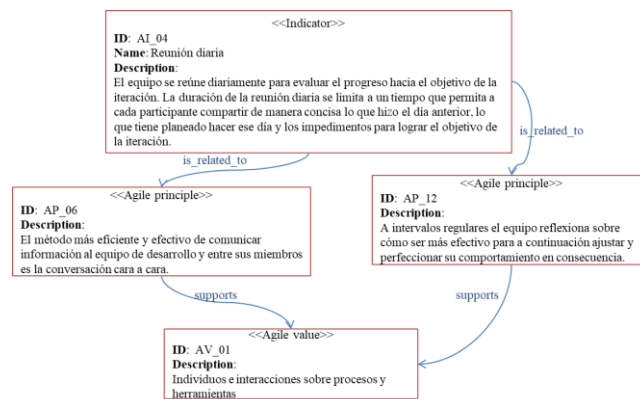 <<Indicator>>
ID: AI_04
Name: Reunión diaria
Description:
El equipo se reúne diariamente para evaluar el progreso hacia el objetivo de la
iteración. La duración de la reunión diaria se limita a un tiempo que permita a
cada participante compartir de manera concisa lo que hizo el día anterior, lo
que tiene planeado hacer ese día y los impedimentos para lograr el objetivo de
la iteración.
is_related_to
is_related_to
<<Agile principle>>
ID: AP_06
Description:
El método más eficiente y efectivo de comunicar
información al equipo de desarrollo y entre sus miembros
es la conversación cara a cara.
<<Agile principle>>
ID: AP_12
Description:
A intervalos regulares el equipo reflexiona sobre
cómo ser más efectivo para a continuación ajustar y
perfeccionar su comportamiento en consecuencia.
supports
supports
<<Agile value>>
ID: AV_01
Description:
Individuos e interacciones sobre procesos y
herramientas